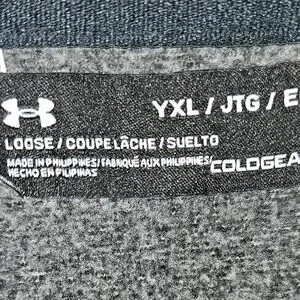 YXL / JTG / E
LOOSE / COUPE LÂCHE / SUELTO
MADE IN PHILIPPINES/ FABRIQUÉ AUX PHILIPPINES/
HECHO EN FILIPINAS
COLDGEA